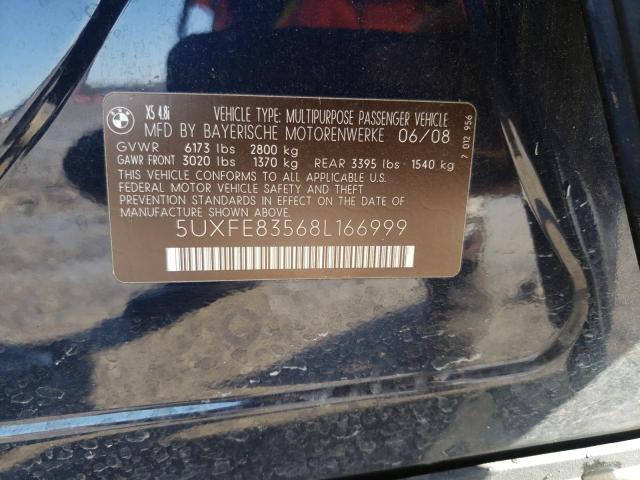 BMW X5 4.8i VEHICLE TYPE: MULTIPURPOSE PASSENGER VEHICLE
MFD BY BAYERISCHE MOTORENWERKE 06/08
GVWR 6173 lbs 2800 kg
GAWR FRONT 3020 lbs 1370 kg REAR 3395 lbs - 1540 kg
THIS VEHICLE CONFORMS TO ALL APPLICABLE U.S.
FEDERAL MOTOR VEHICLE SAFETY AND THEFT
PREVENTION STANDARDS IN EFFECT ON THE DATE OF
MANUFACTURE SHOWN ABOVE.
5UXFE83568L166999
7 012 956